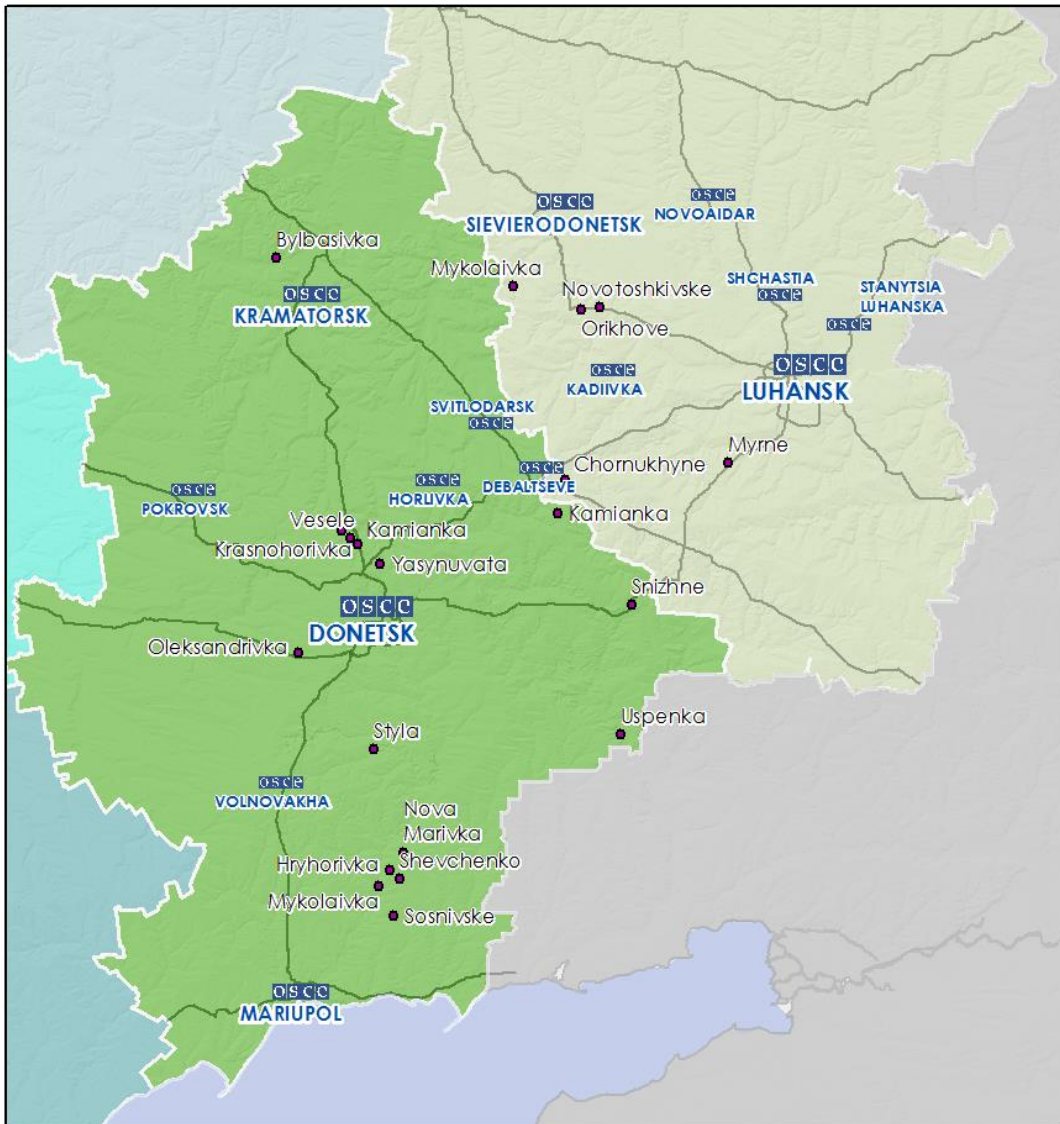 osce
SIEVIERODONETSK
osce
NOVOAIDAR
Bylbasivka
Mykolaivka
osce
KRAMATORSK
Novotoshkivske
Orikhove
SHCHASTIA
osce
STANYTSIA
LUHANSKA
osce
osce
LUHANSK
osce
KADIIVKA
SVITLODARSK
osce
Myrne
osce
DEBALTSEVE
Chornukhyne
osce
HORLIVKA
osce
POKROVSK
Kamianka
Vesele
Kamianka
Krasnohorivka
Yasynuvata
Snizhne
osce
DONETSK
Oleksandrivka
Uspenka
Styla
osce
VOLNOVAKHA
Nova
Marivka
Hryhorivka
Shevchenko
Mykolaivka
Sosnivske
osce
MARIUPOL